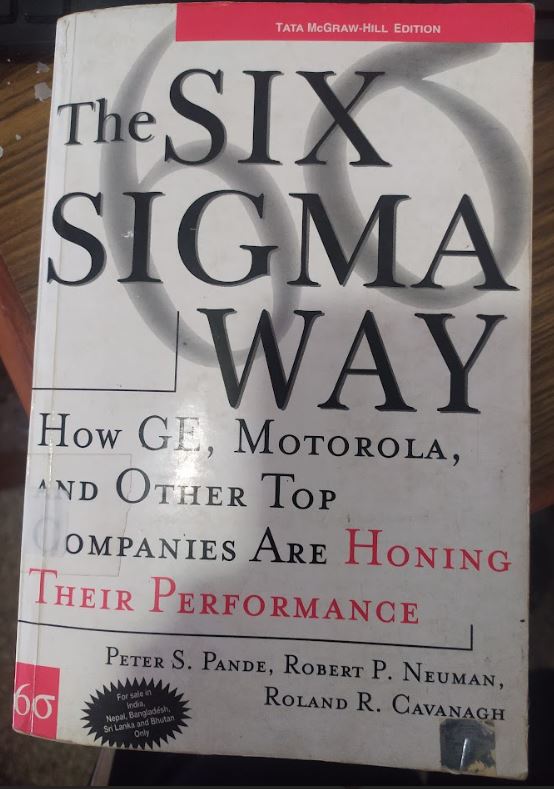 TATA MCGRAW-HILL EDITION
The SIX
SIGMA
WAY
HOW GE, MOTOROLA,
AND OTHER TOP
COMPANIES ARE HONING
THEIR PERFORMANCE
PETER S. PANDE, ROBERT P. NEUMAN,
ROLAND R. CAVANAGH
6σ
For sale in
India,
Nepal, Bangladesh,
Sri Lanka and Bhutan
Only